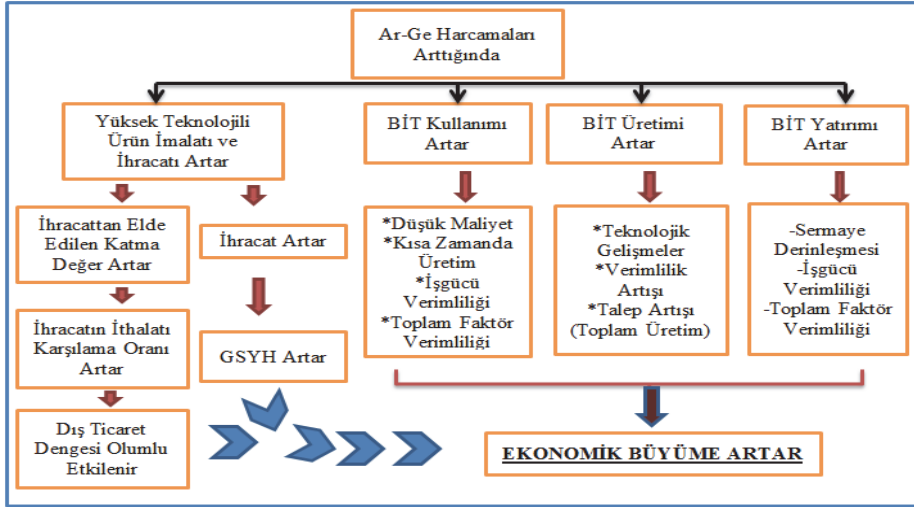 Ar-Ge Harcamaları
Arttığında
Yüksek Teknolojili
Ürün İmalatı ve
İhracatı Artar
BİT Kullanımı
Artar
BİT Üretimi
Artar
BİT Yatırımı
Artar
İhracattan Elde
Edilen Katma
Değer Artar
İhracat Artar
*Düşük Maliyet
*Kısa Zamanda
Üretim
*İşgücü
Verimliliği
*Toplam Faktör
Verimliliği
*Teknolojik
Gelişmeler
*Verimlilik
Artışı
*Talep Artışı
(Toplam Üretim)
-Sermaye
Derinleşmesi
-İşgücü
Verimliliği
-Toplam Faktör
Verimliliği
İhracatın İthalatı
Karşılama Oranı
Artar
GSYH Artar
Dış Ticaret
Dengesi Olumlu
Etkilenir
EKONOMİK BÜYÜME ARTAR